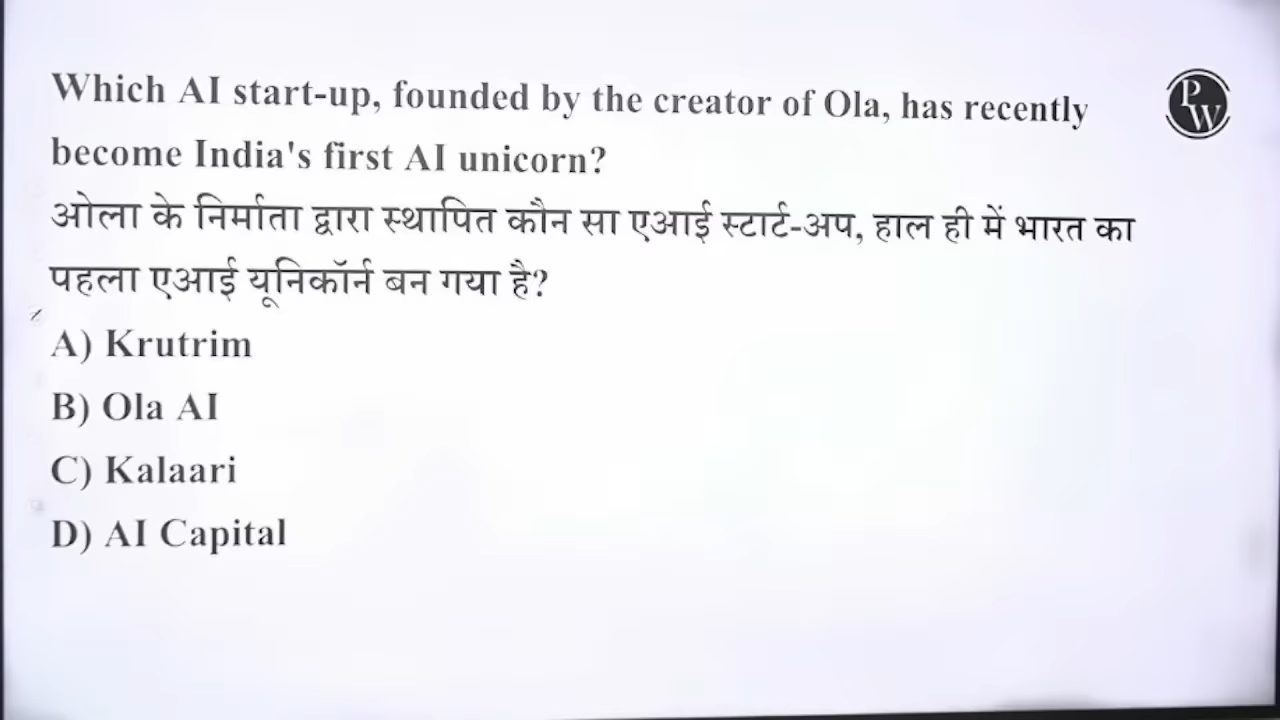 Which AI start-up, founded by the creator of Ola, has recently
become India's first AI unicorn?
ओला के निर्माता द्वारा स्थापित कौन सा एआई स्टार्ट-अप, हाल ही में भारत का
पहला एआई यूनिकॉर्न बन गया है?
A) Krutrim
B) Ola AI
C) Kalaari
D) AI Capital
PW